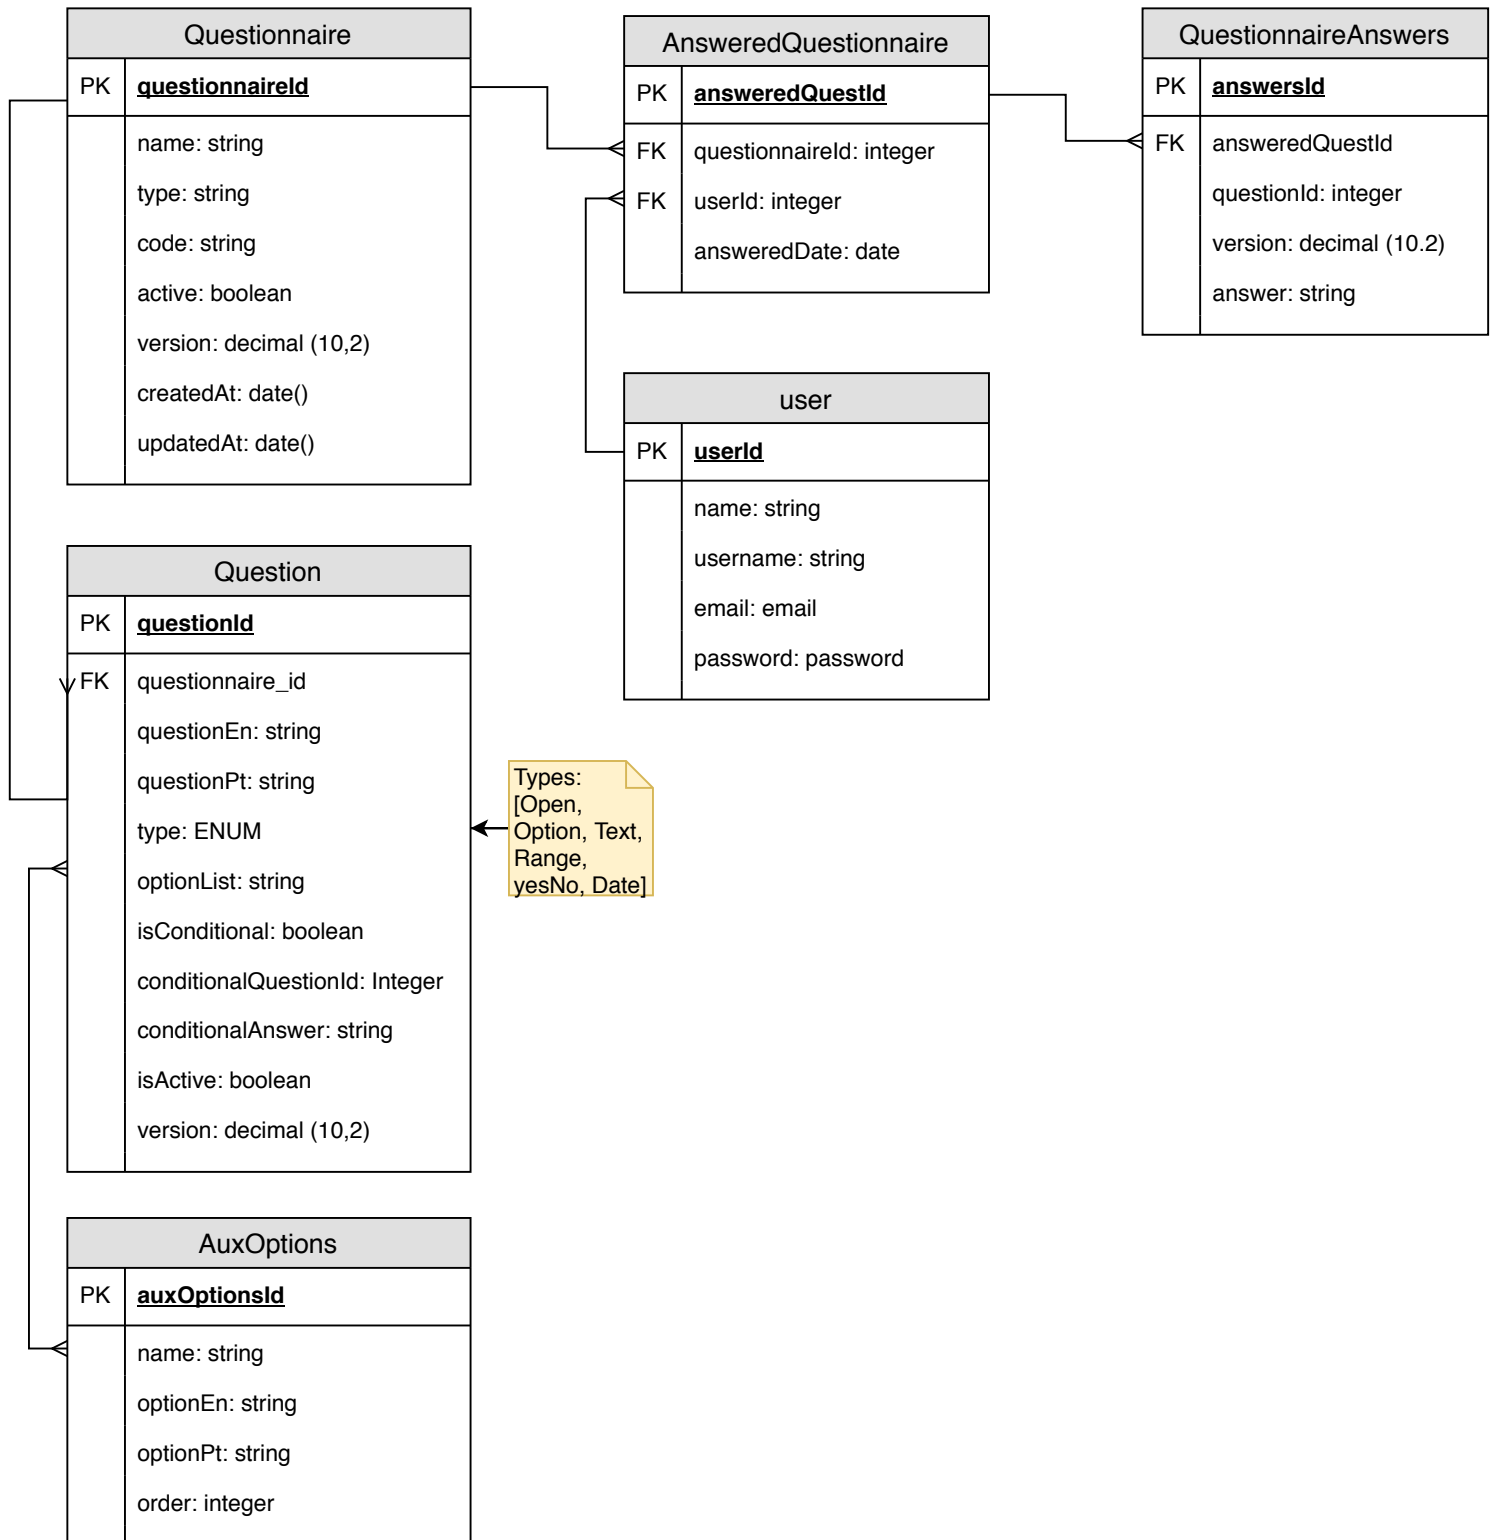 Questionnaire
PK questionnaireId
name: string
type: string
code: string
active: boolean
version: decimal (10,2)
createdAt: date()
updatedAt: date()
AnsweredQuestionnaire
PK answeredQuestId
FK questionnaireId: integer
FK userId: integer
answeredDate: date
QuestionnaireAnswers
PK answersId
FK answeredQuestId
questionId: integer
version: decimal (10.2)
answer: string
user
PK userId
name: string
username: string
email: email
password: password
Question
PK questionId
FK questionnaire_id
questionEn: string
questionPt: string
type: ENUM
optionList: string
isConditional: boolean
conditionalQuestionId: Integer
conditionalAnswer: string
isActive: boolean
version: decimal (10,2)
Types:
[Open,
Option, Text,
Range,
yesNo, Date]
AuxOptions
PK auxOptionsId
name: string
optionEn: string
optionPt: string
order: integer